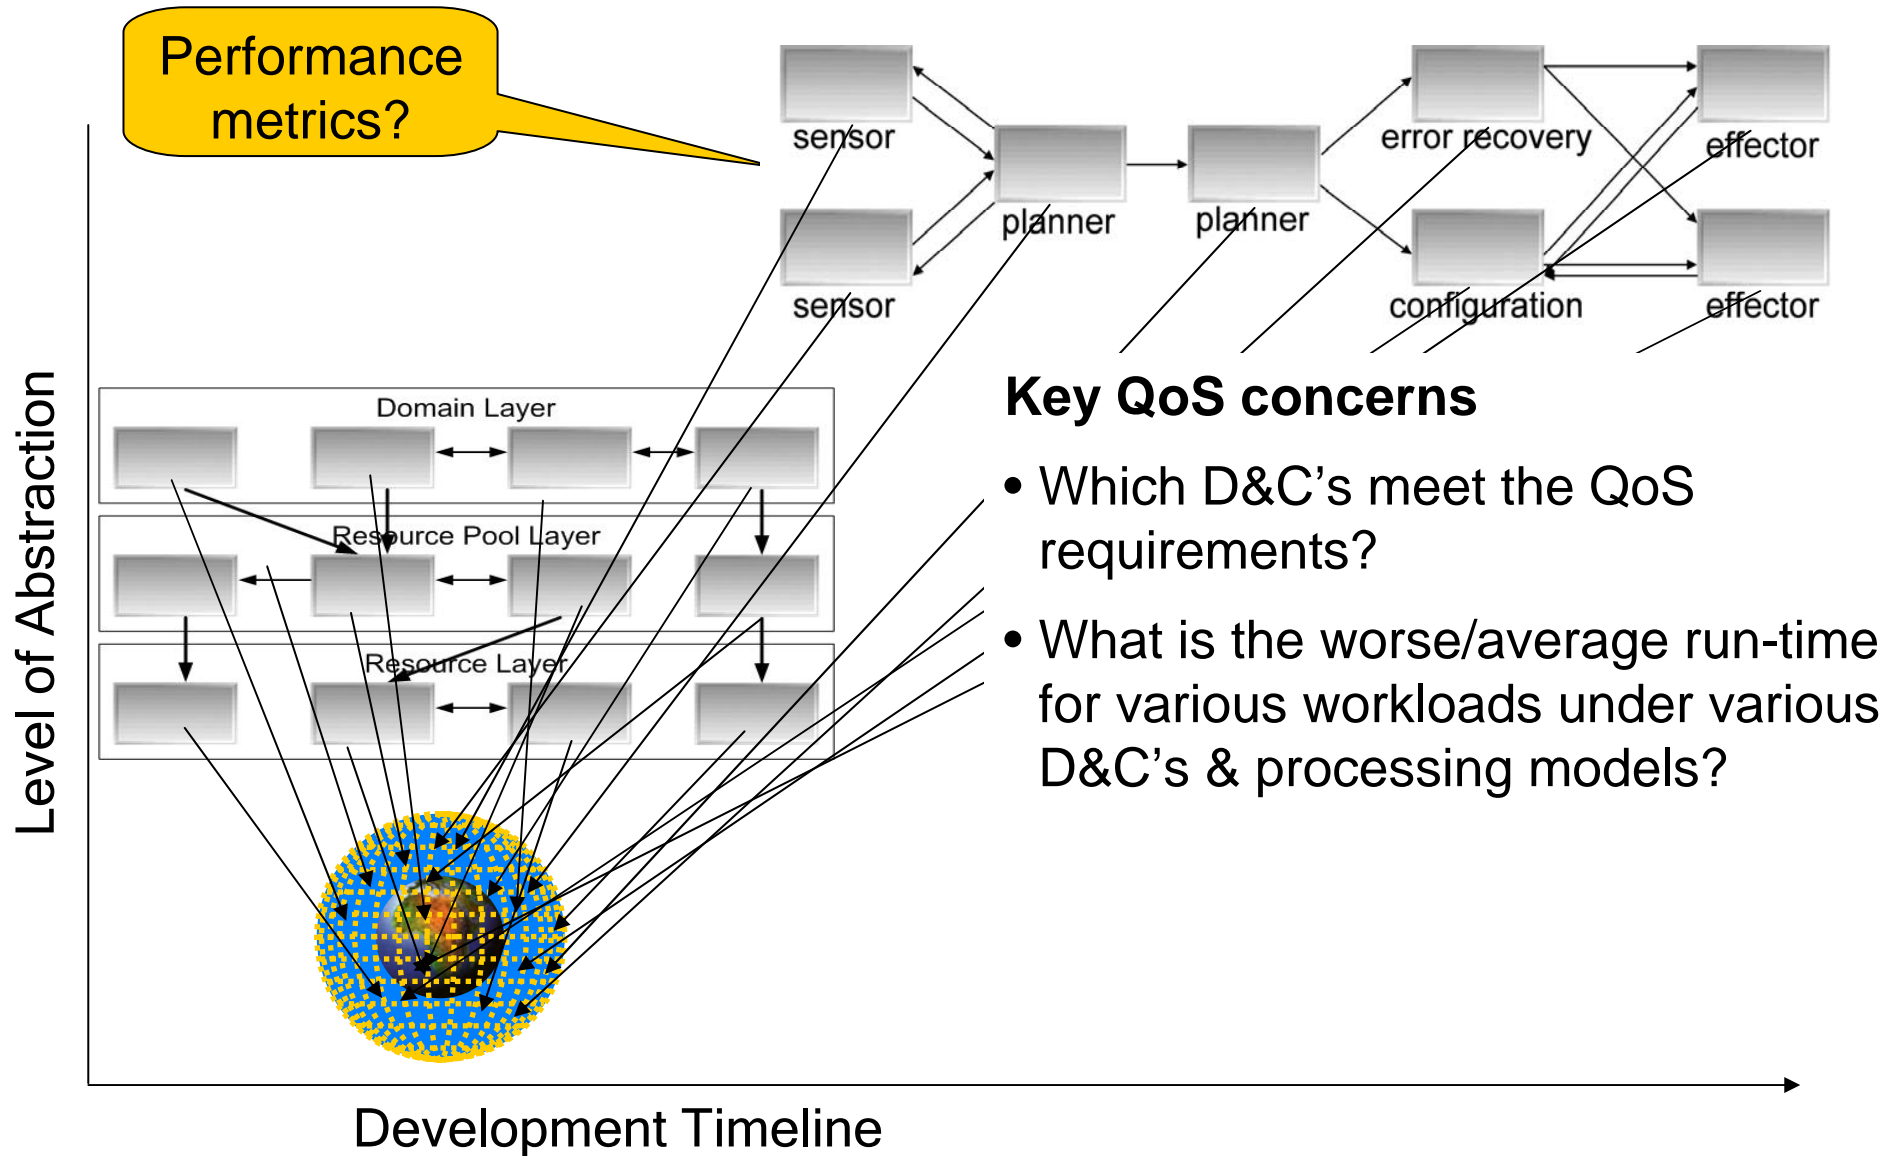 Performance
metrics?
sensor
error recovery
effector
planner
planner
sensor
configuration
effector
Level of Abstraction
Domain Layer
Resource Pool Layer
Resource Layer
Key QoS concerns
• Which D&C’s meet the QoS
requirements?
• What is the worse/average run-time
for various workloads under various
D&C’s & processing models?
Development Timeline